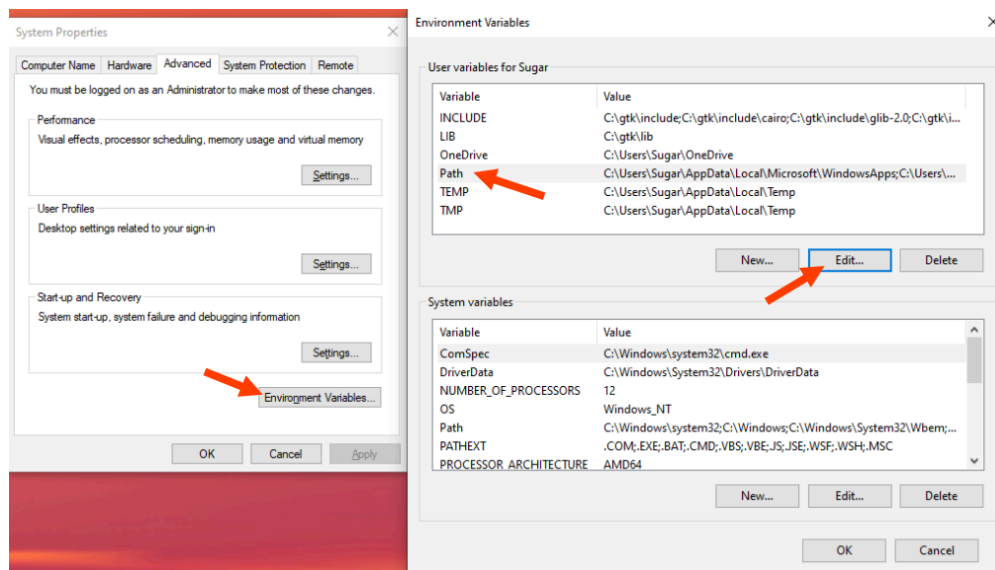 System Properties
Computer Name Hardware Advanced System Protection Remote
You must be logged on as an Administrator to make most of these changes.
Performance
Visual effects, processor scheduling, memory usage and virtual memory
Settings...
User Profiles
Desktop settings related to your sign-in
Settings...
Start-up and Recovery
System start-up, system failure and debugging information
Settings...
Environment Variables...
OK Cancel Apply
Environment Variables
User variables for Sugar
Variable Value
INCLUDE C:\gtk\include;C:\gtk\include\cairo;C:\gtk\include\glib-2.0;C:\gtk\i...
LIB C:\gtk\lib
OneDrive C:\Users\Sugar\OneDrive
Path C:\Users\Sugar\AppData\Local\Microsoft\WindowsApps;C:\Users\...
TEMP C:\Users\Sugar\AppData\Local\Temp
TMP C:\Users\Sugar\AppData\Local\Temp
New... Edit... Delete
System variables
Variable Value
ComSpec C:\Windows\system32\cmd.exe
DriverData C:\Windows\System32\Drivers\DriverData
NUMBER_OF_PROCESSORS 12
OS Windows_NT
Path C:\Windows\system32;C:\Windows;C:\Windows\System32\Wbem;...
PATHEXT .COM;.EXE;.BAT;.CMD;.VBS;.VBE;.JS;.JSE;.WSF;.WSH;.MSC
PROCESSOR_ARCHITECTURE AMD64
New... Edit... Delete
OK Cancel